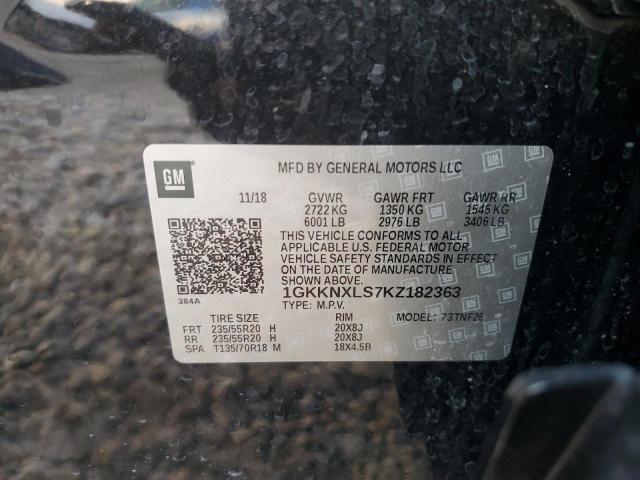 GM
MFD BY GENERAL MOTORS LLC
11/18 GVWR GAWR FRT GAWR RR
2722 KG 1350 KG 1545 KG
6001 LB 2976 LB 3406 LB
THIS VEHICLE CONFORMS TO ALL
APPLICABLE U.S. FEDERAL MOTOR
VEHICLE SAFETY STANDARDS IN EFFECT
ON THE DATE OF MANUFACTURE
SHOWN ABOVE.
384A
1GKKNXLS7KZ182363
TYPE: M.P.V. MODEL: 73TNF26
TIRE SIZE RIM
FRT 235/55R20 H 20X8J
RR 235/55R20 H 20X8J
SPA T135/70R18 M 18X4.5B